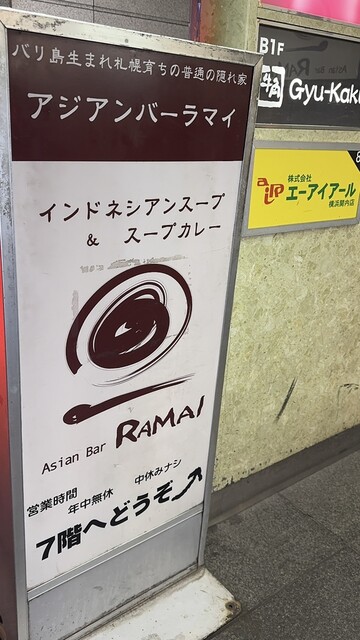 バリ島生まれ札幌育ちの普通の隠れ家
アジアンバーラマイ
インドネシアンスープ
& スープカレー
Asian Bar RAMAI
営業時間 年中無休 中休みナシ
7階へどうぞ
B1F
牛角 Gyu-Kaku
株式会社
エーアイアール
横浜関内店